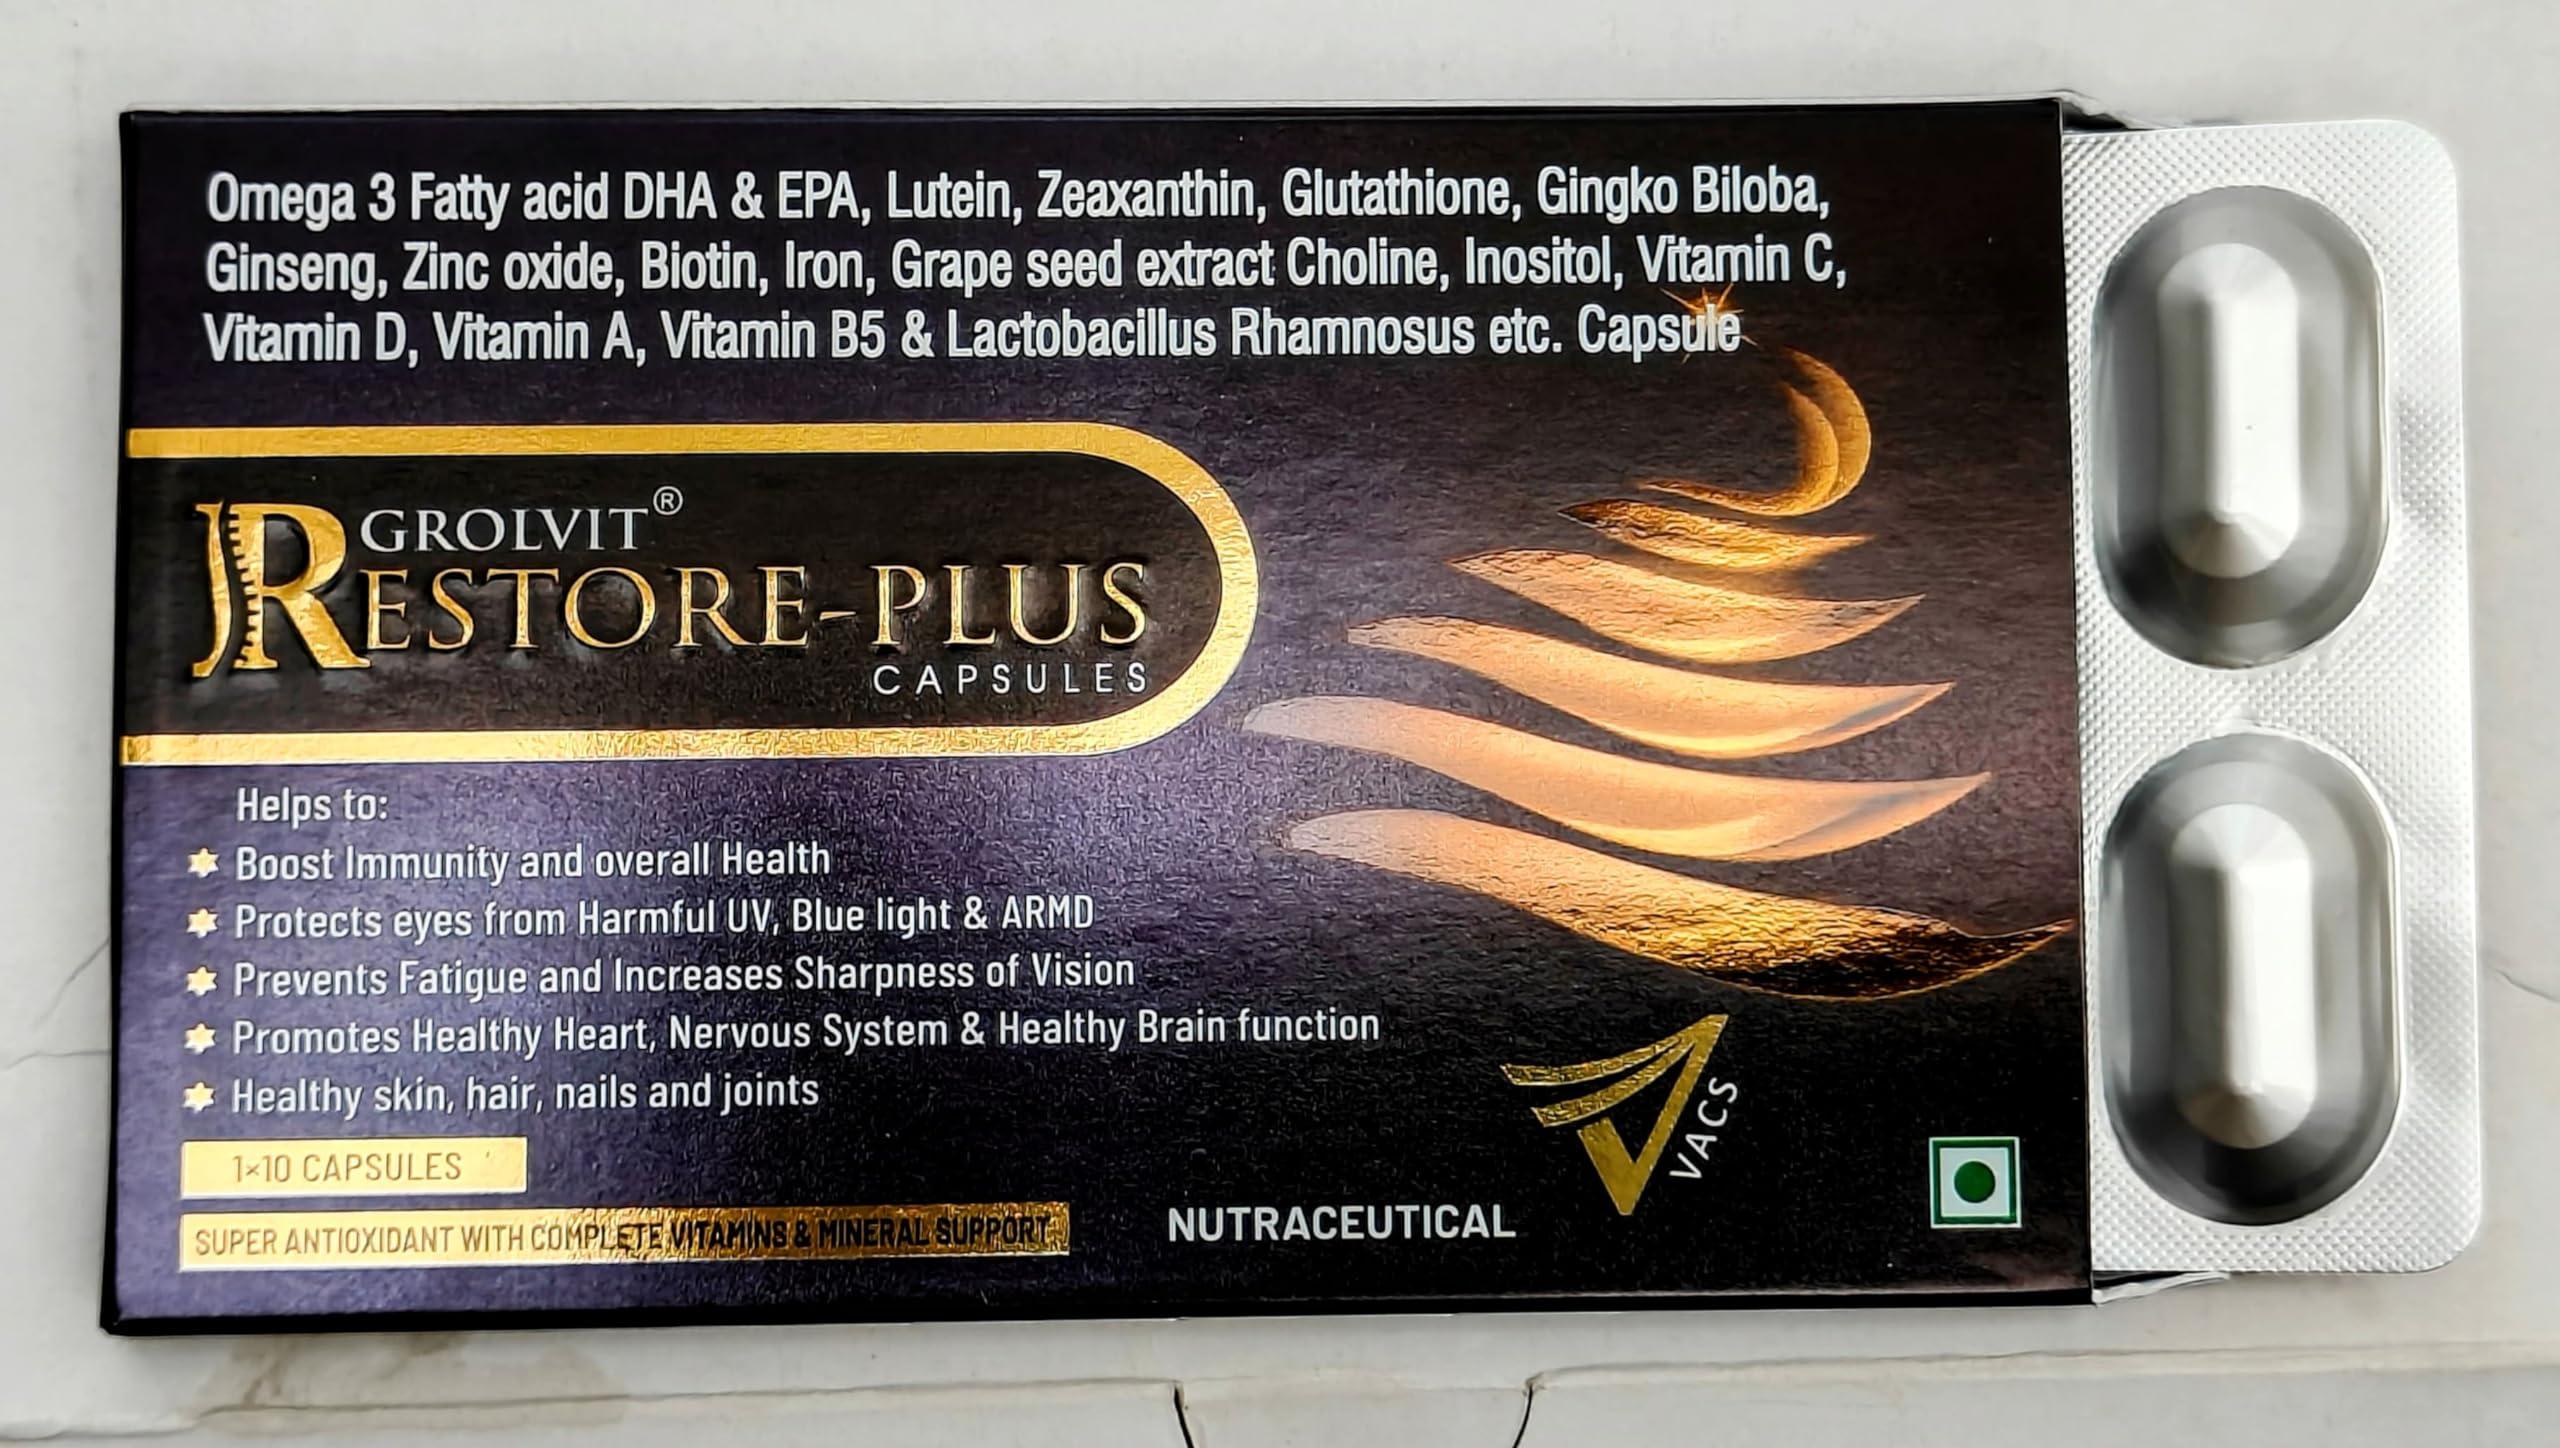 Omega 3 Fatty acid DHA & EPA, Lutein, Zeaxanthin, Glutathione, Gingko Biloba,
Ginseng, Zinc oxide, Biotin, Iron, Grape seed extract Choline, Inositol, Vitamin C,
Vitamin D, Vitamin A, Vitamin B5 & Lactobacillus Rhamnosus etc. Capsule
GROLVIT®
RESTORE-PLUS
CAPSULES
Helps to:
Boost Immunity and overall Health
Protects eyes from Harmful UV, Blue light & ARMD
Prevents Fatigue and Increases Sharpness of Vision
Promotes Healthy Heart, Nervous System & Healthy Brain function
Healthy skin, hair, nails and joints
1×10 CAPSULES
SUPER ANTIOXIDANT WITH COMPLETE VITAMINS & MINERAL SUPPORT
NUTRACEUTICAL
VACS